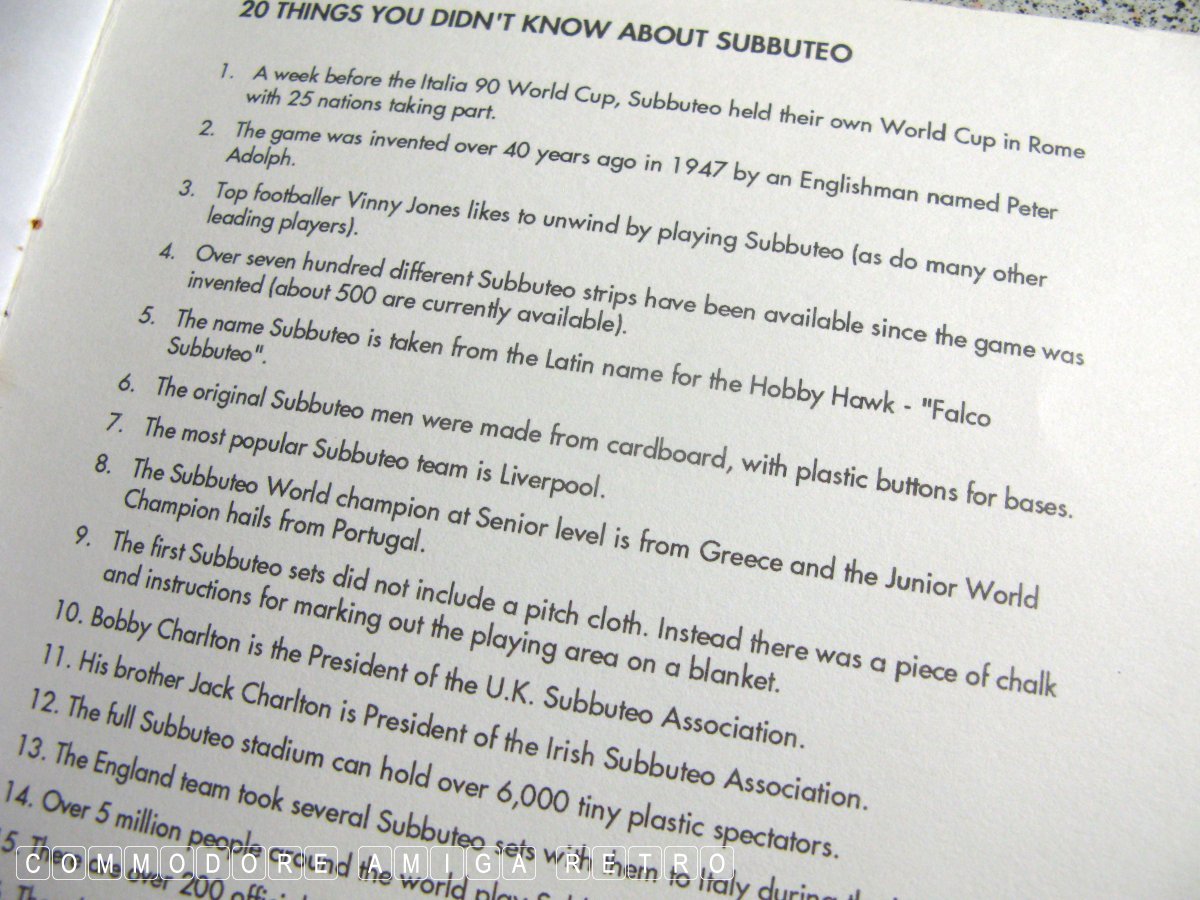 20 THINGS YOU DIDN'T KNOW ABOUT SUBBUTEO
1. A week before the Italia 90 World Cup, Subbuteo held their own World Cup in Rome
with 25 nations taking part.
2. The game was invented over 40 years ago in 1947 by an Englishman named Peter
Adolph.
3. Top footballer Vinny Jones likes to unwind by playing Subbuteo (as do many other
leading players).
4. Over seven hundred different Subbuteo strips have been available since the game was
invented (about 500 are currently available).
5. The name Subbuteo is taken from the Latin name for the Hobby Hawk - "Falco
Subbuteo".
6. The original Subbuteo men were made from cardboard, with plastic buttons for bases.
7. The most popular Subbuteo team is Liverpool.
8. The Subbuteo World champion at Senior level is from Greece and the Junior World
Champion hails from Portugal.
9. The first Subbuteo sets did not include a pitch cloth. Instead there was a piece of chalk
and instructions for marking out the playing area on a blanket.
10. Bobby Charlton is the President of the U.K. Subbuteo Association.
11. His brother Jack Charlton is President of the Irish Subbuteo Association.
12. The full Subbuteo stadium can hold over 6,000 tiny plastic spectators.
13. The England team took several Subbuteo sets with them to Italy during
14. Over 5 million people around the world play
5. There are over 200
COMMODORE AMIGA RETRO